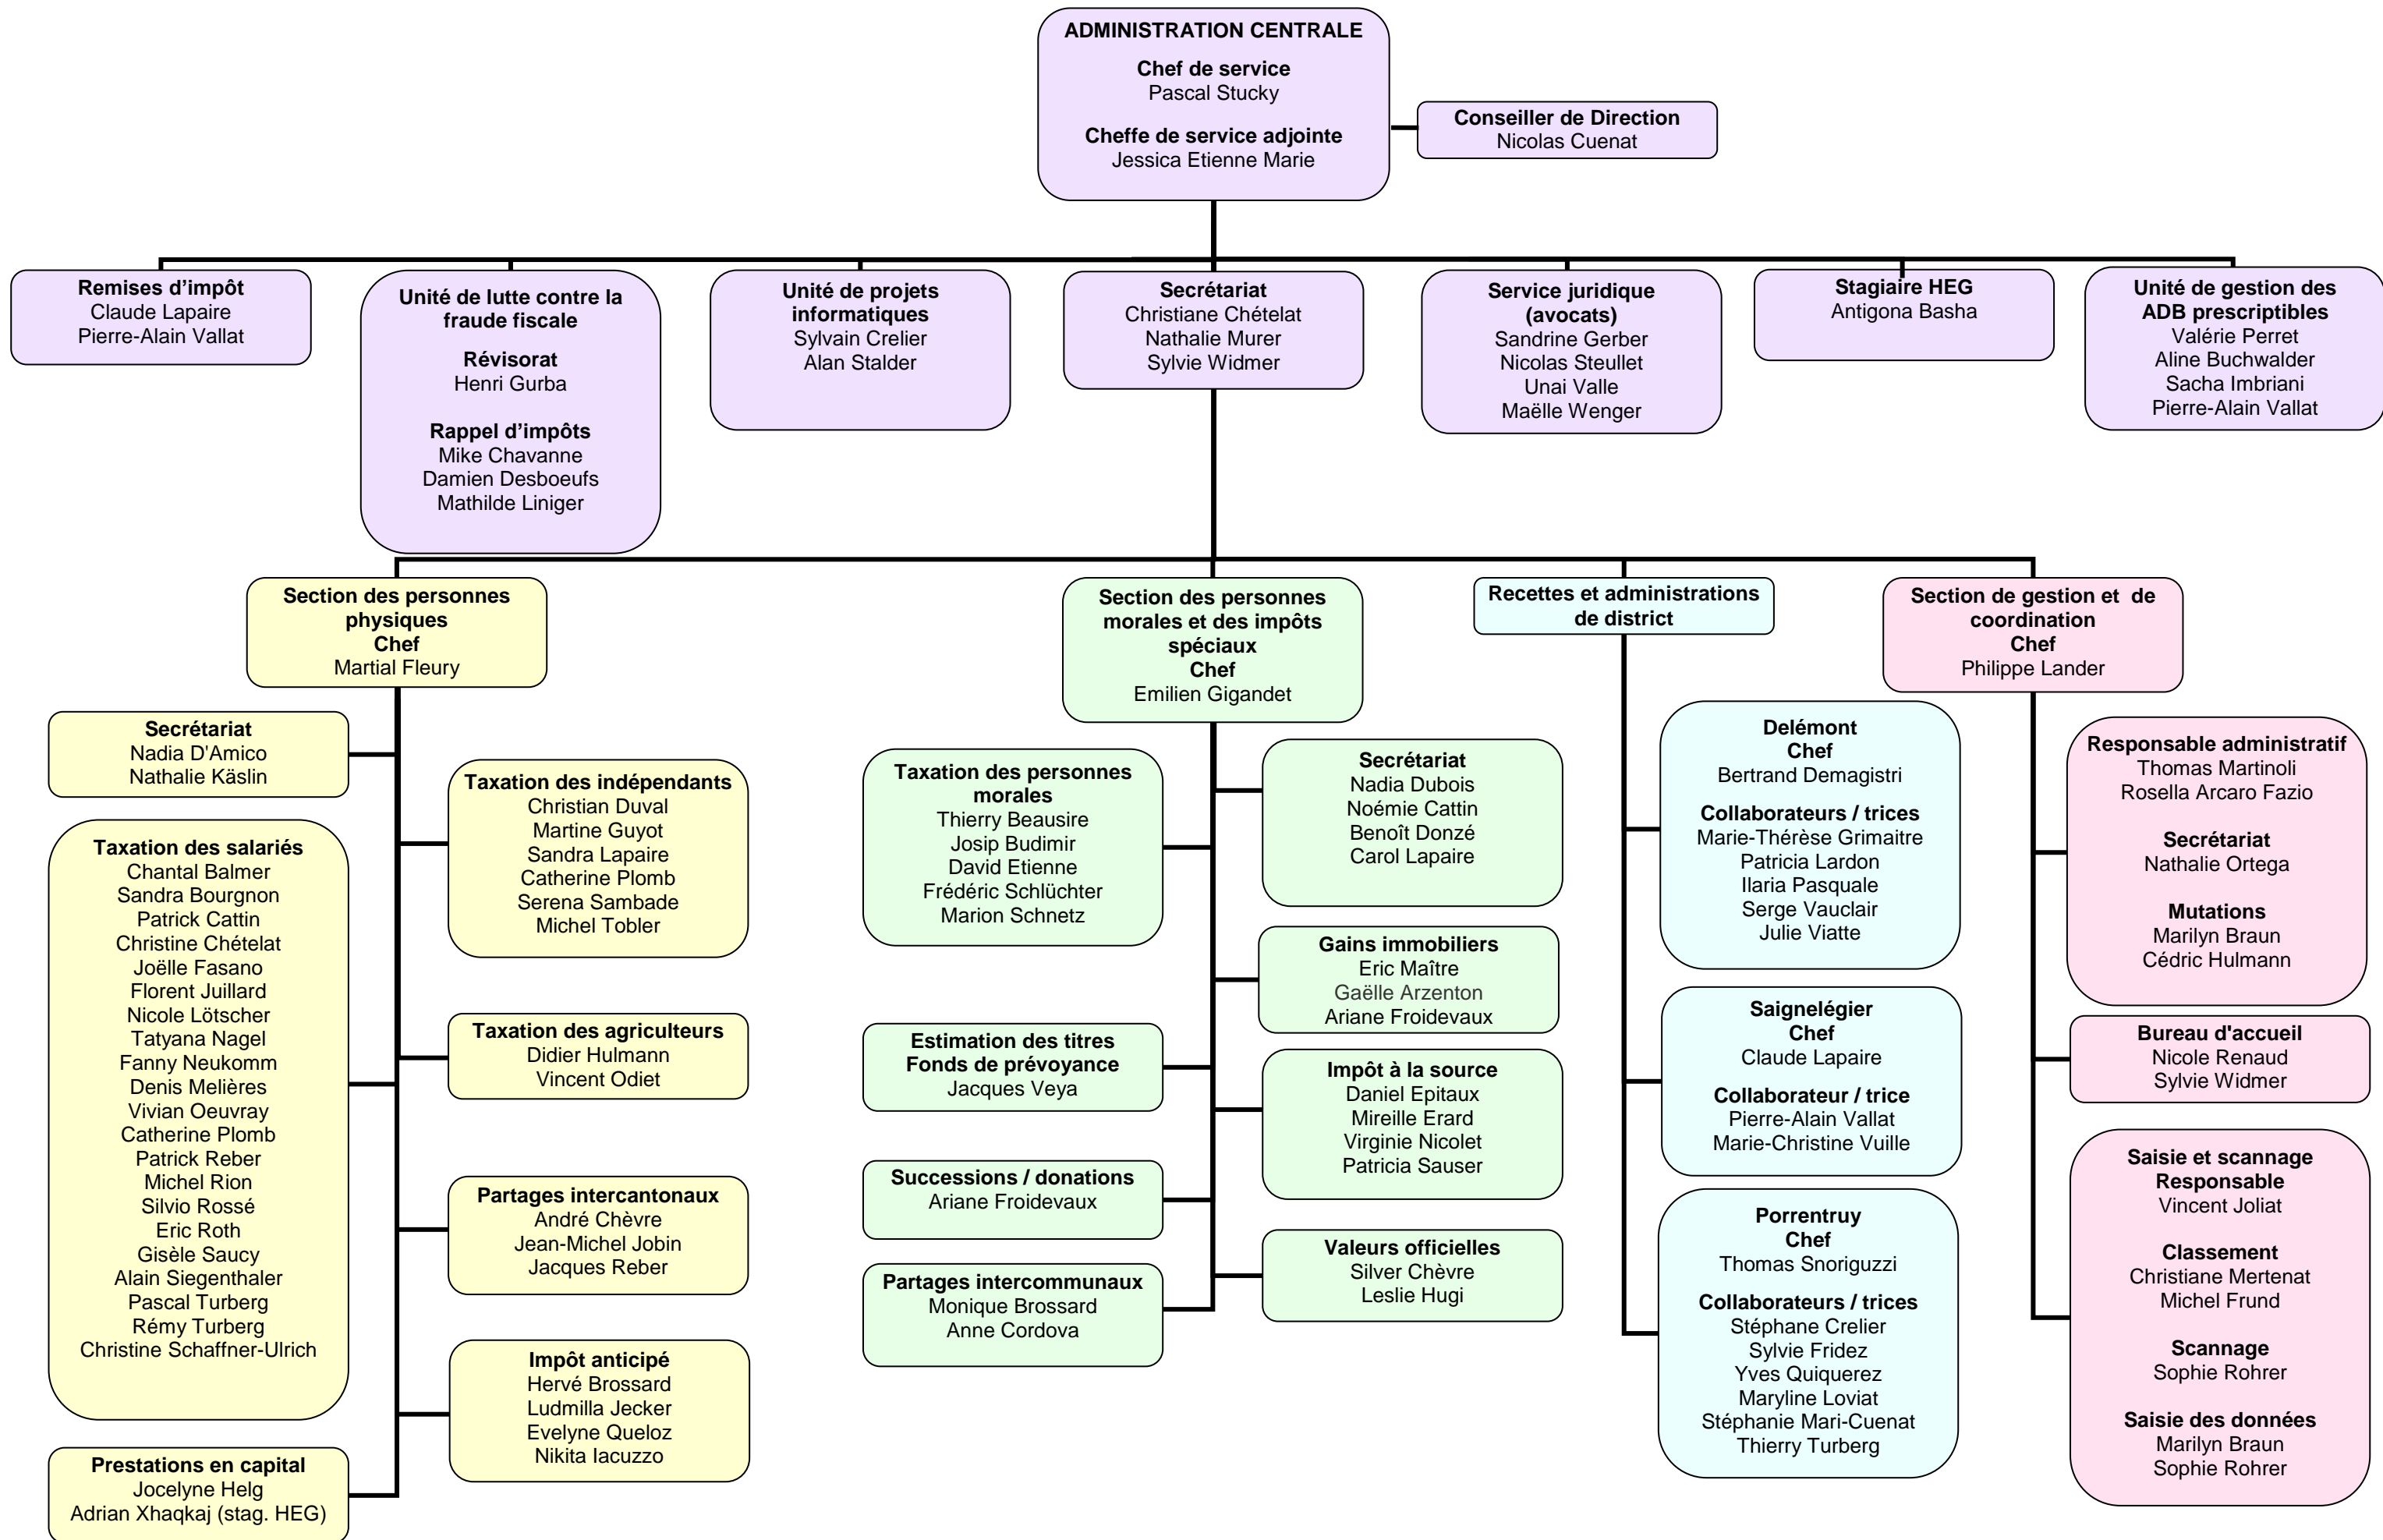 ADMINISTRATION CENTRALE
Chef de service
Pascal Stucky
Cheffe de service adjointe
Jessica Etienne Marie
Conseiller de Direction
Nicolas Cuenat
Remises d’impôt
Claude Lapaire
Pierre-Alain Vallat
Unité de lutte contre la
fraude fiscale
Révisorat
Henri Gurba
Rappel d’impôts
Mike Chavanne
Damien Desboeufs
Mathilde Liniger
Unité de projets
informatiques
Sylvain Crelier
Alan Stalder
Secrétariat
Christiane Chételat
Nathalie Murer
Sylvie Widmer
Service juridique
(avocats)
Sandrine Gerber
Nicolas Steullet
Unai Valle
Maëlle Wenger
Stagiaire HEG
Antigona Basha
Unité de gestion des
ADB prescriptibles
Valérie Perret
Aline Buchwalder
Sacha Imbriani
Pierre-Alain Vallat
Section des personnes
physiques
Chef
Martial Fleury
Secrétariat
Nadia D'Amico
Nathalie Käslin
Taxation des salariés
Chantal Balmer
Sandra Bourgnon
Patrick Cattin
Christine Chételat
Joëlle Fasano
Florent Juillard
Nicole Lötscher
Tatyana Nagel
Fanny Neukomm
Denis Melières
Vivian Oeuvray
Catherine Plomb
Patrick Reber
Michel Rion
Silvio Rossé
Eric Roth
Gisèle Saucy
Alain Siegenthaler
Pascal Turberg
Rémy Turberg
Christine Schaffner-Ulrich
Prestations en capital
Jocelyne Helg
Adrian Xhaqkaj (stag. HEG)
Taxation des indépendants
Christian Duval
Martine Guyot
Sandra Lapaire
Catherine Plomb
Serena Sambade
Michel Tobler
Taxation des agriculteurs
Didier Hulmann
Vincent Odiet
Partages intercantonaux
André Chèvre
Jean-Michel Jobin
Jacques Reber
Impôt anticipé
Hervé Brossard
Ludmilla Jecker
Evelyne Queloz
Nikita Iacuzzo
Section des personnes
morales et des impôts
spéciaux
Chef
Emilien Gigandet
Taxation des personnes
morales
Thierry Beausire
Josip Budimir
David Etienne
Frédéric Schlüchter
Marion Schnetz
Estimation des titres
Fonds de prévoyance
Jacques Veya
Successions / donations
Ariane Froidevaux
Partages intercommunaux
Monique Brossard
Anne Cordova
Secrétariat
Nadia Dubois
Noémie Cattin
Benoît Donzé
Carol Lapaire
Gains immobiliers
Eric Maître
Gaëlle Arzenton
Ariane Froidevaux
Impôt à la source
Daniel Epitaux
Mireille Erard
Virginie Nicolet
Patricia Sauser
Valeurs officielles
Silver Chèvre
Leslie Hugi
Recettes et administrations
de district
Delémont
Chef
Bertrand Demagistri
Collaborateurs / trices
Marie-Thérèse Grimaitre
Patricia Lardon
Ilaria Pasquale
Serge Vauclair
Julie Viatte
Saignelégier
Chef
Claude Lapaire
Collaborateur / trice
Pierre-Alain Vallat
Marie-Christine Vuille
Porrentruy
Chef
Thomas Snoriguzzi
Collaborateurs / trices
Stéphane Crelier
Sylvie Fridez
Yves Quiquerez
Maryline Loviat
Stéphanie Mari-Cuenat
Thierry Turberg
Section de gestion et de
coordination
Chef
Philippe Lander
Responsable administratif
Thomas Martinoli
Rosella Arcaro Fazio
Secrétariat
Nathalie Ortega
Mutations
Marilyn Braun
Cédric Hulmann
Bureau d'accueil
Nicole Renaud
Sylvie Widmer
Saisie et scannage
Responsable
Vincent Joliat
Classement
Christiane Mertenat
Michel Frund
Scannage
Sophie Rohrer
Saisie des données
Marilyn Braun
Sophie Rohrer